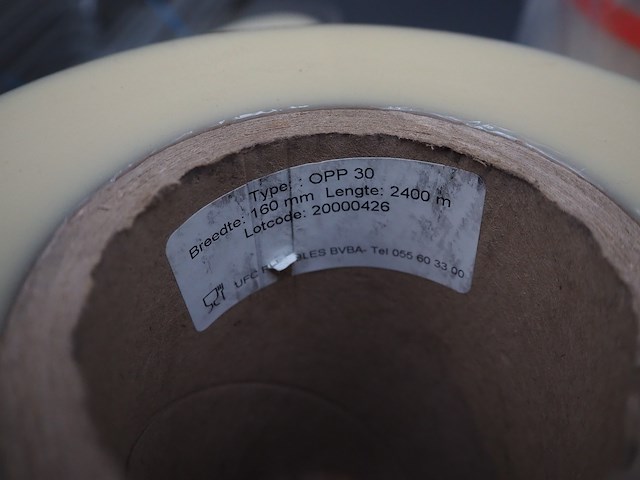 Type: : OPP 30
Breedte: 160 mm Lengte: 2400 m
Lotcode: 20000426
BVBA- Tel 055 60 33 00